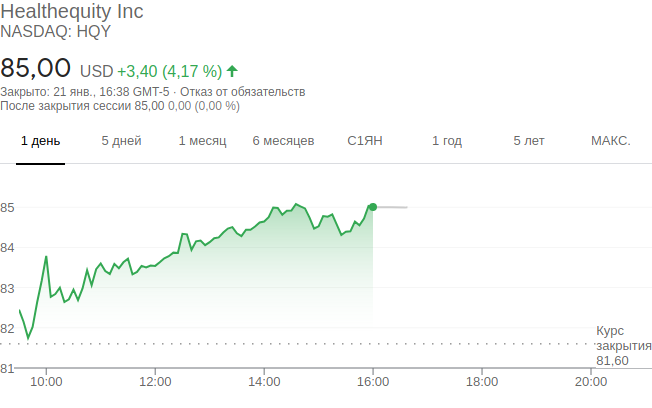 Healthequity Inc
NASDAQ: HQY
85,00 USD +3,40 (4,17 %)
Закрыто: 21 янв., 16:38 GMT-5 · Отказ от обязательств
После закрытия сессии 85,00 0,00 (0,00 %)
1 день 5 дней 1 месяц 6 месяцев С1ЯН 1 год 5 лет МАКС.
85
84
83
82
81
Курс
закрытия
81,60
10:00 12:00 14:00 16:00 18:00 20:00